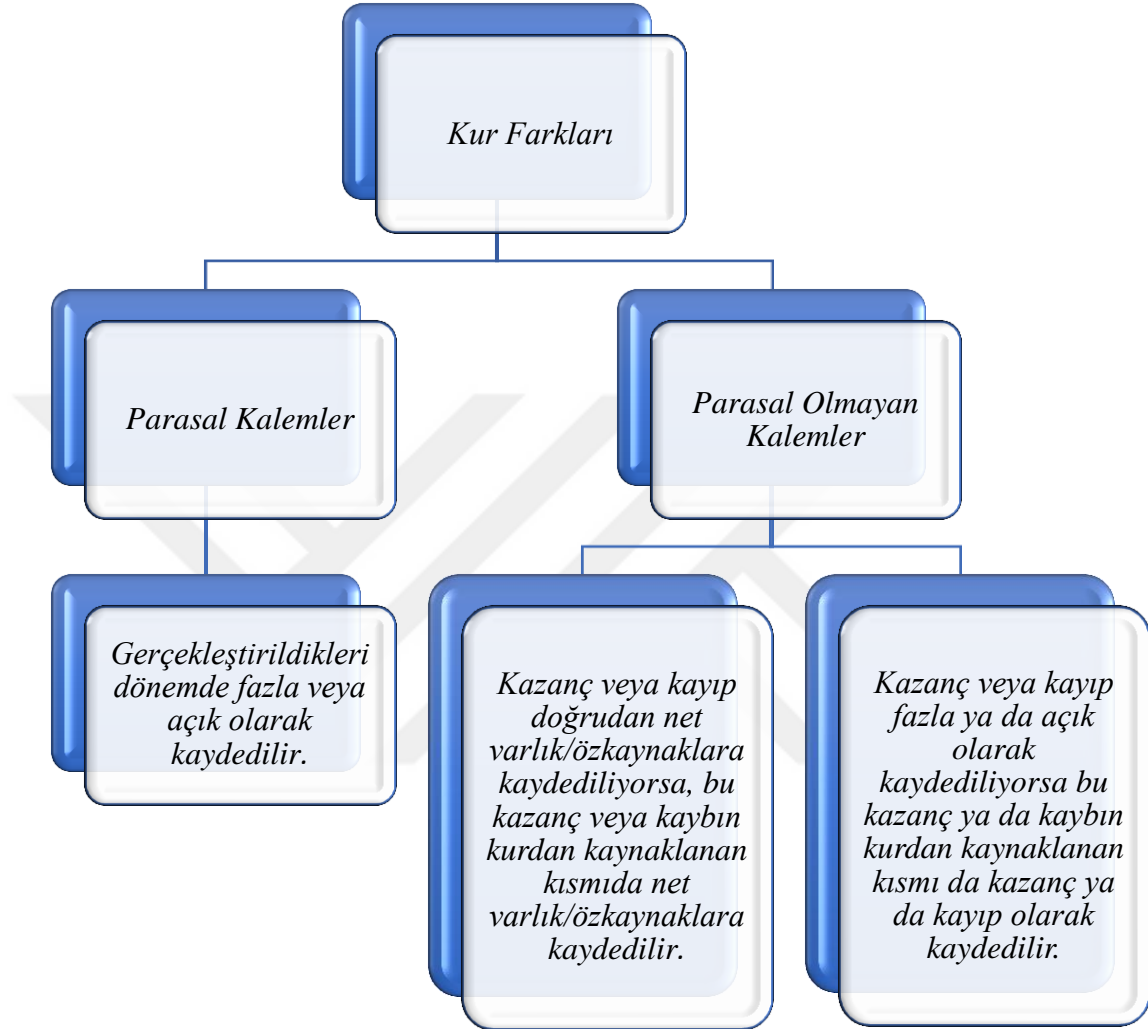 Kur Farkları
Parasal Kalemler
Parasal Olmayan
Kalemler
Gerçekleştirildikleri
dönemde fazla veya
açık olarak
kaydedilir.
Kazanç veya kayıp
doğrudan net
varlık/özkaynaklara
kaydediliyorsa, bu
kazanç veya kaybın
kurdan kaynaklanan
kısmıda net
varlık/özkaynaklara
kaydedilir.
Kazanç veya kayıp
fazla ya da açık
olarak
kaydediliyorsa bu
kazanç ya da kaybın
kurdan kaynaklanan
kısmı da kazanç ya
da kayıp olarak
kaydedilir.